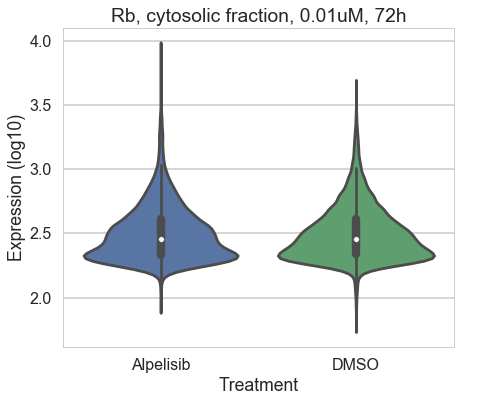 Rb, cytosolic fraction, 0.01uM, 72h
Expression (log10)
4.0
3.5
3.0
2.5
2.0
Alpelisib DMSO
Treatment